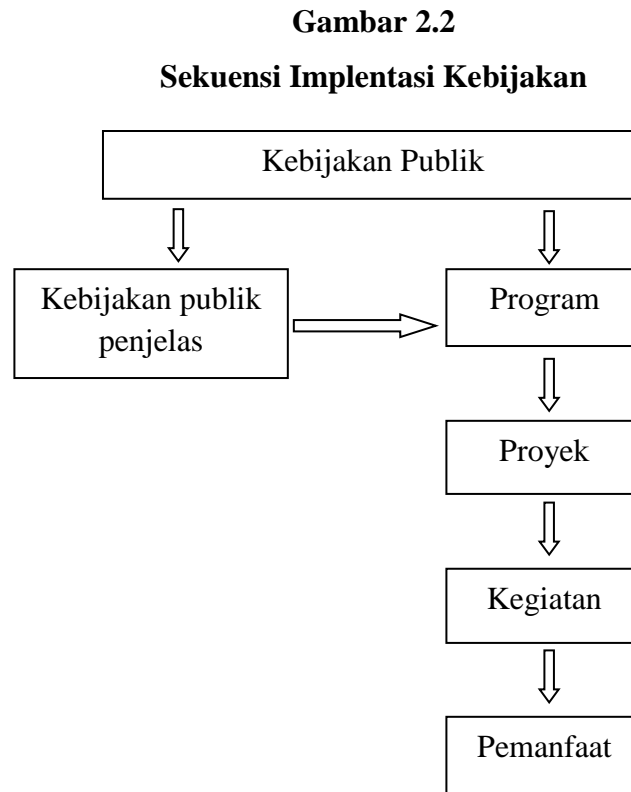 Gambar 2.2
Sekuensi Implentasi Kebijakan
Kebijakan Publik
Kebijakan publik
penjelas
Program
Proyek
Kegiatan
Pemanfaat